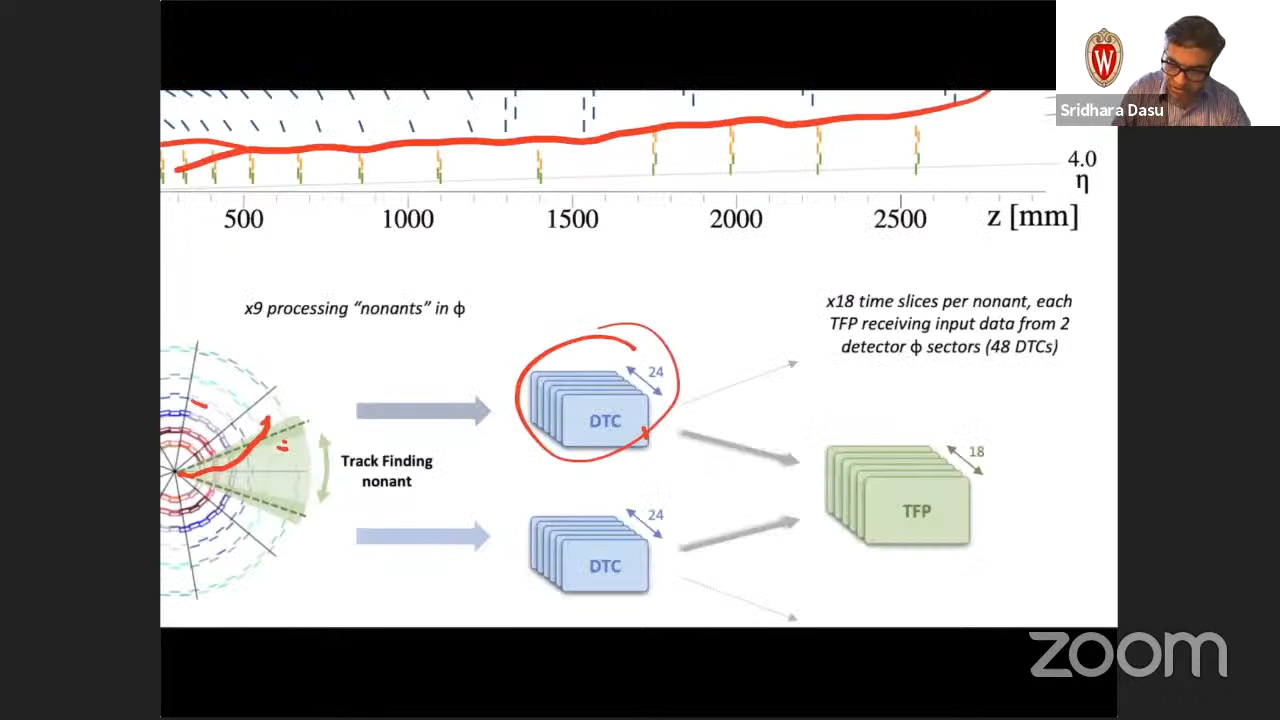 W
Sridhara Dasu
4.0
η
500 1000 1500 2000 2500 z [mm]
x9 processing “nonants” in ϕ
x18 time slices per nonant, each
TFP receiving input data from 2
detector ϕ sectors (48 DTCs)
24
DTC
Track Finding
nonant
18
TFP
24
DTC
zoom